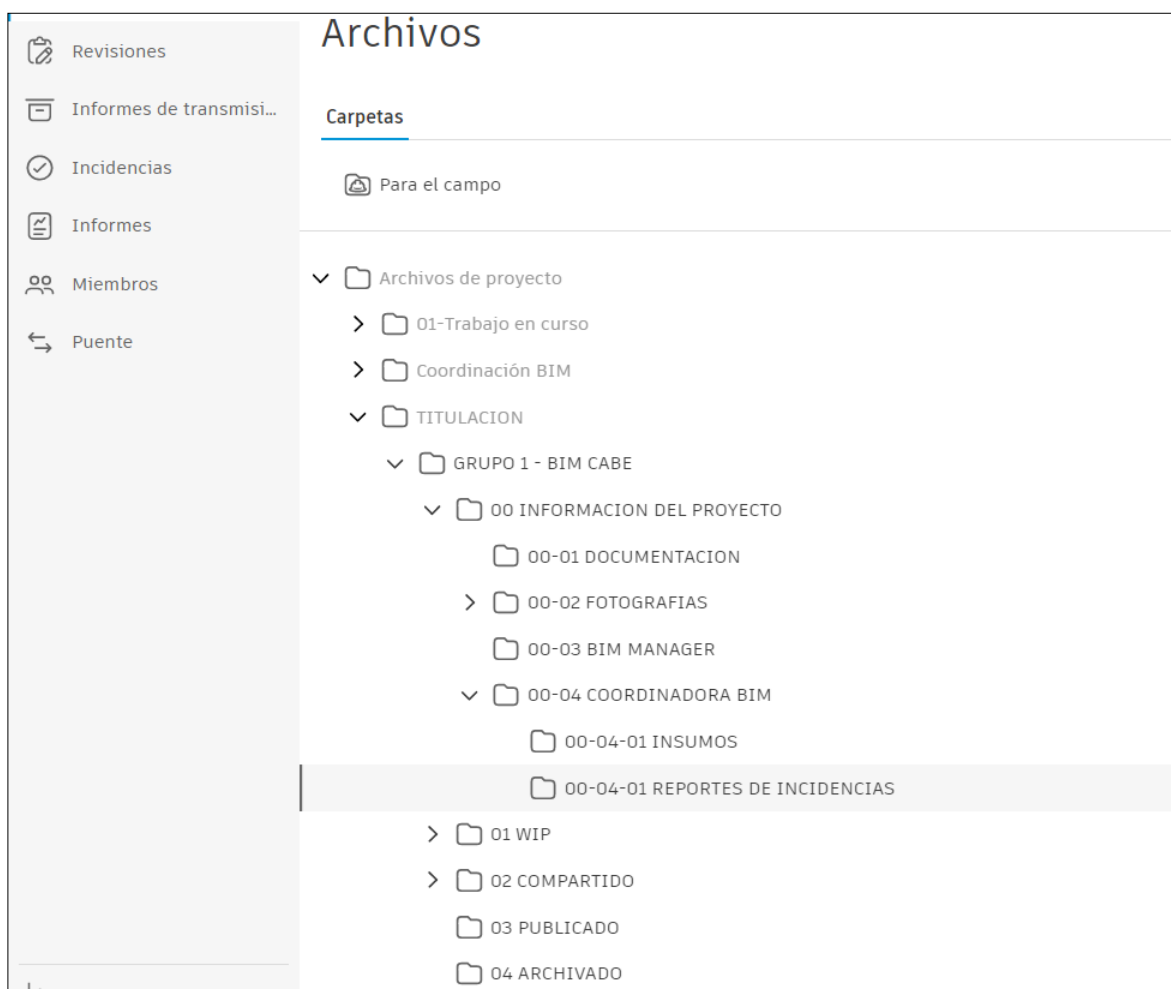 Archivos
Revisiones
Informes de transmisi...
Incidencias
Informes
Miembros
Puente
Carpetas
Para el campo
Archivos de proyecto
01-Trabajo en curso
Coordinación BIM
TITULACION
GRUPO 1 - BIM CABE
00 INFORMACION DEL PROYECTO
00-01 DOCUMENTACION
00-02 FOTOGRAFIAS
00-03 BIM MANAGER
00-04 COORDINADORA BIM
00-04-01 INSUMOS
00-04-01 REPORTES DE INCIDENCIAS
01 WIP
02 COMPARTIDO
03 PUBLICADO
04 ARCHIVADO